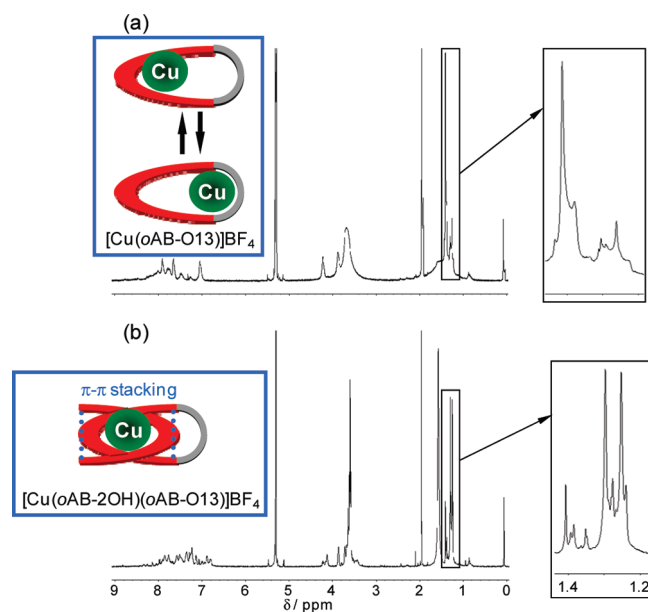 (a)
Cu
Cu
[Cu(oAB-O13)]BF4
(b)
π-π stacking
Cu
[Cu(oAB-2OH)(oAB-O13)]BF4
9 8 7 6 5 4 3 2 1 0
δ / ppm
1.4 1.2